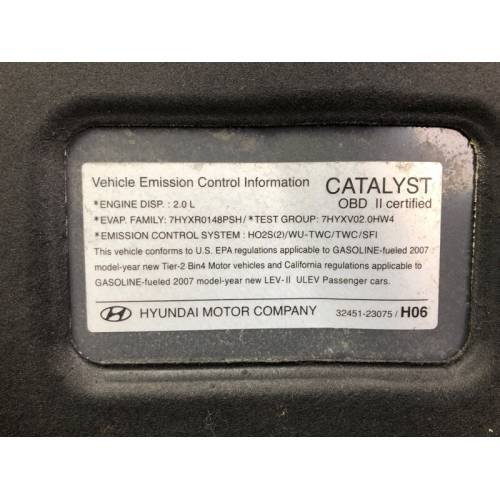 Vehicle Emission Control Information CATALYST
*ENGINE DISP. : 2.0 L OBD II certified
*EVAP. FAMILY: 7HYXR0148PSH/*TEST GROUP: 7HYXV02.0HW4
*EMISSION CONTROL SYSTEM : HO2S(2)/WU-TWC/TWC/SFI
This vehicle conforms to U.S. EPA regulations applicable to GASOLINE-fueled 2007
model-year new Tier-2 Bin4 Motor vehicles and California regulations applicable to
GASOLINE-fueled 2007 model-year new LEV-II ULEV Passenger cars.
HYUNDAI MOTOR COMPANY 32451-23075 / H06